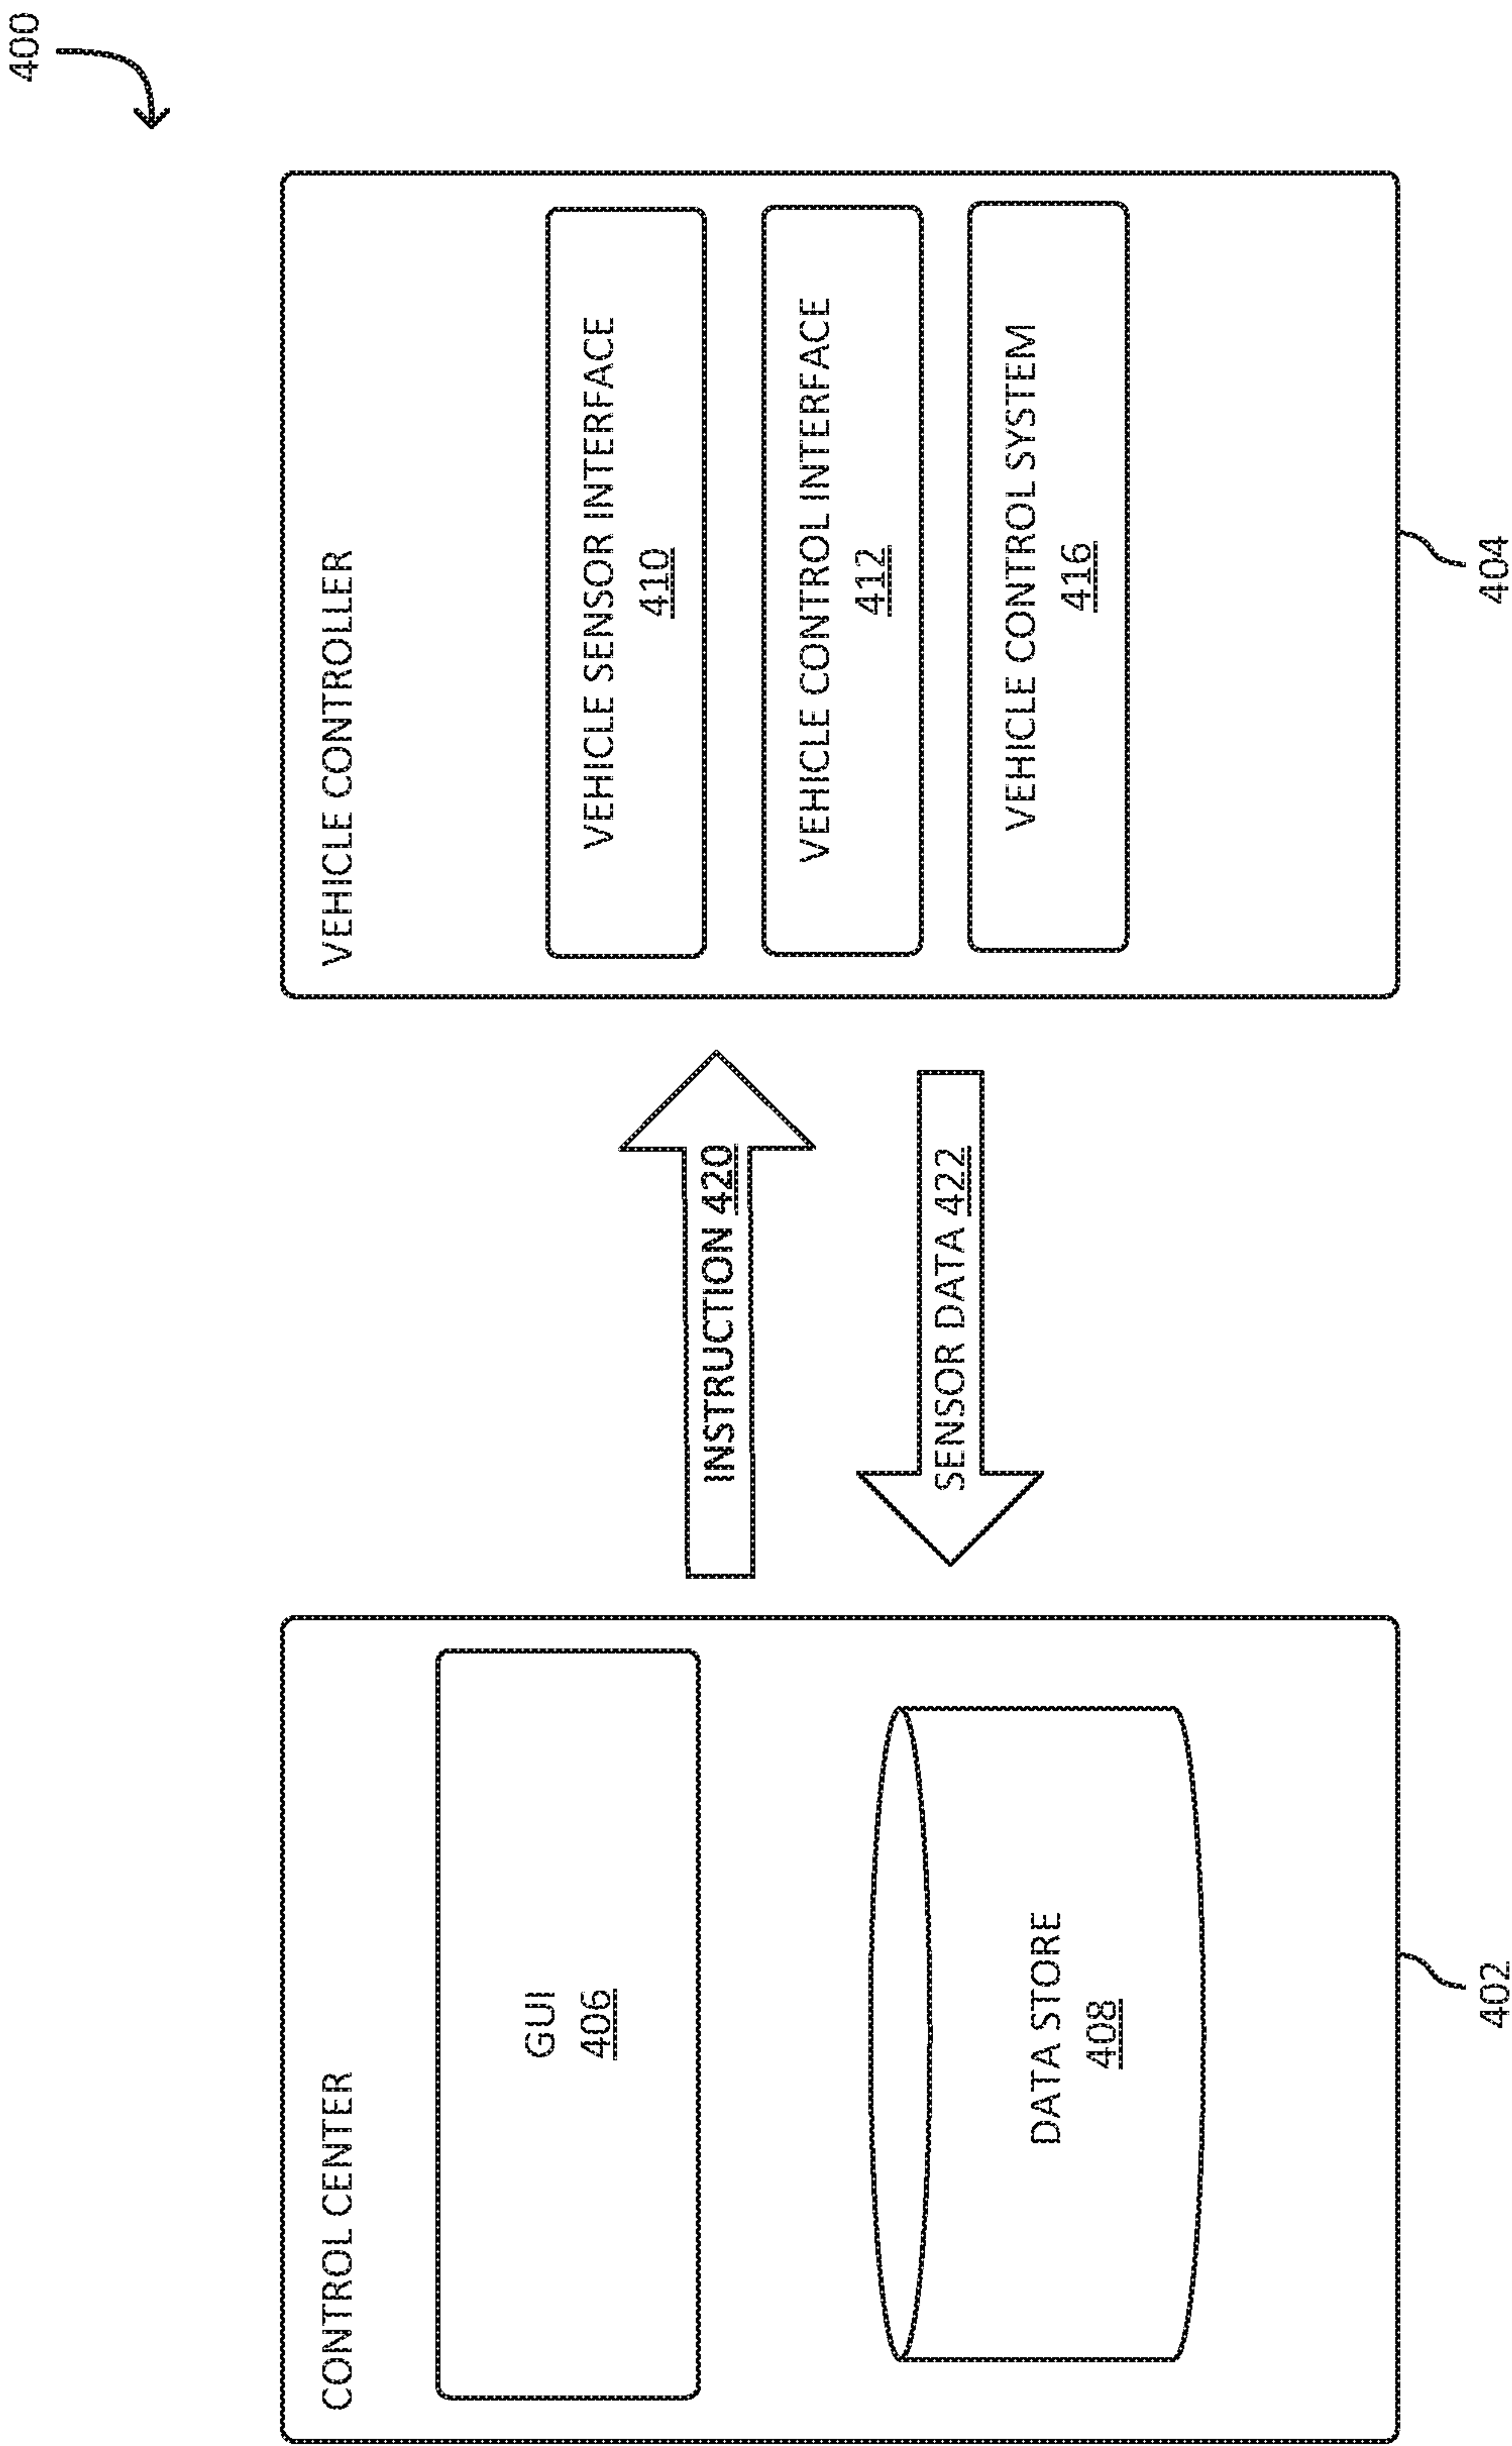 400
CONTROL CENTER
GUI
406
DATA STORE
408
402
INSTRUCTION 420
SENSOR DATA 422
VEHICLE CONTROLLER
VEHICLE SENSOR INTERFACE
410
VEHICLE CONTROL INTERFACE
412
VEHICLE CONTROL SYSTEM
416
404